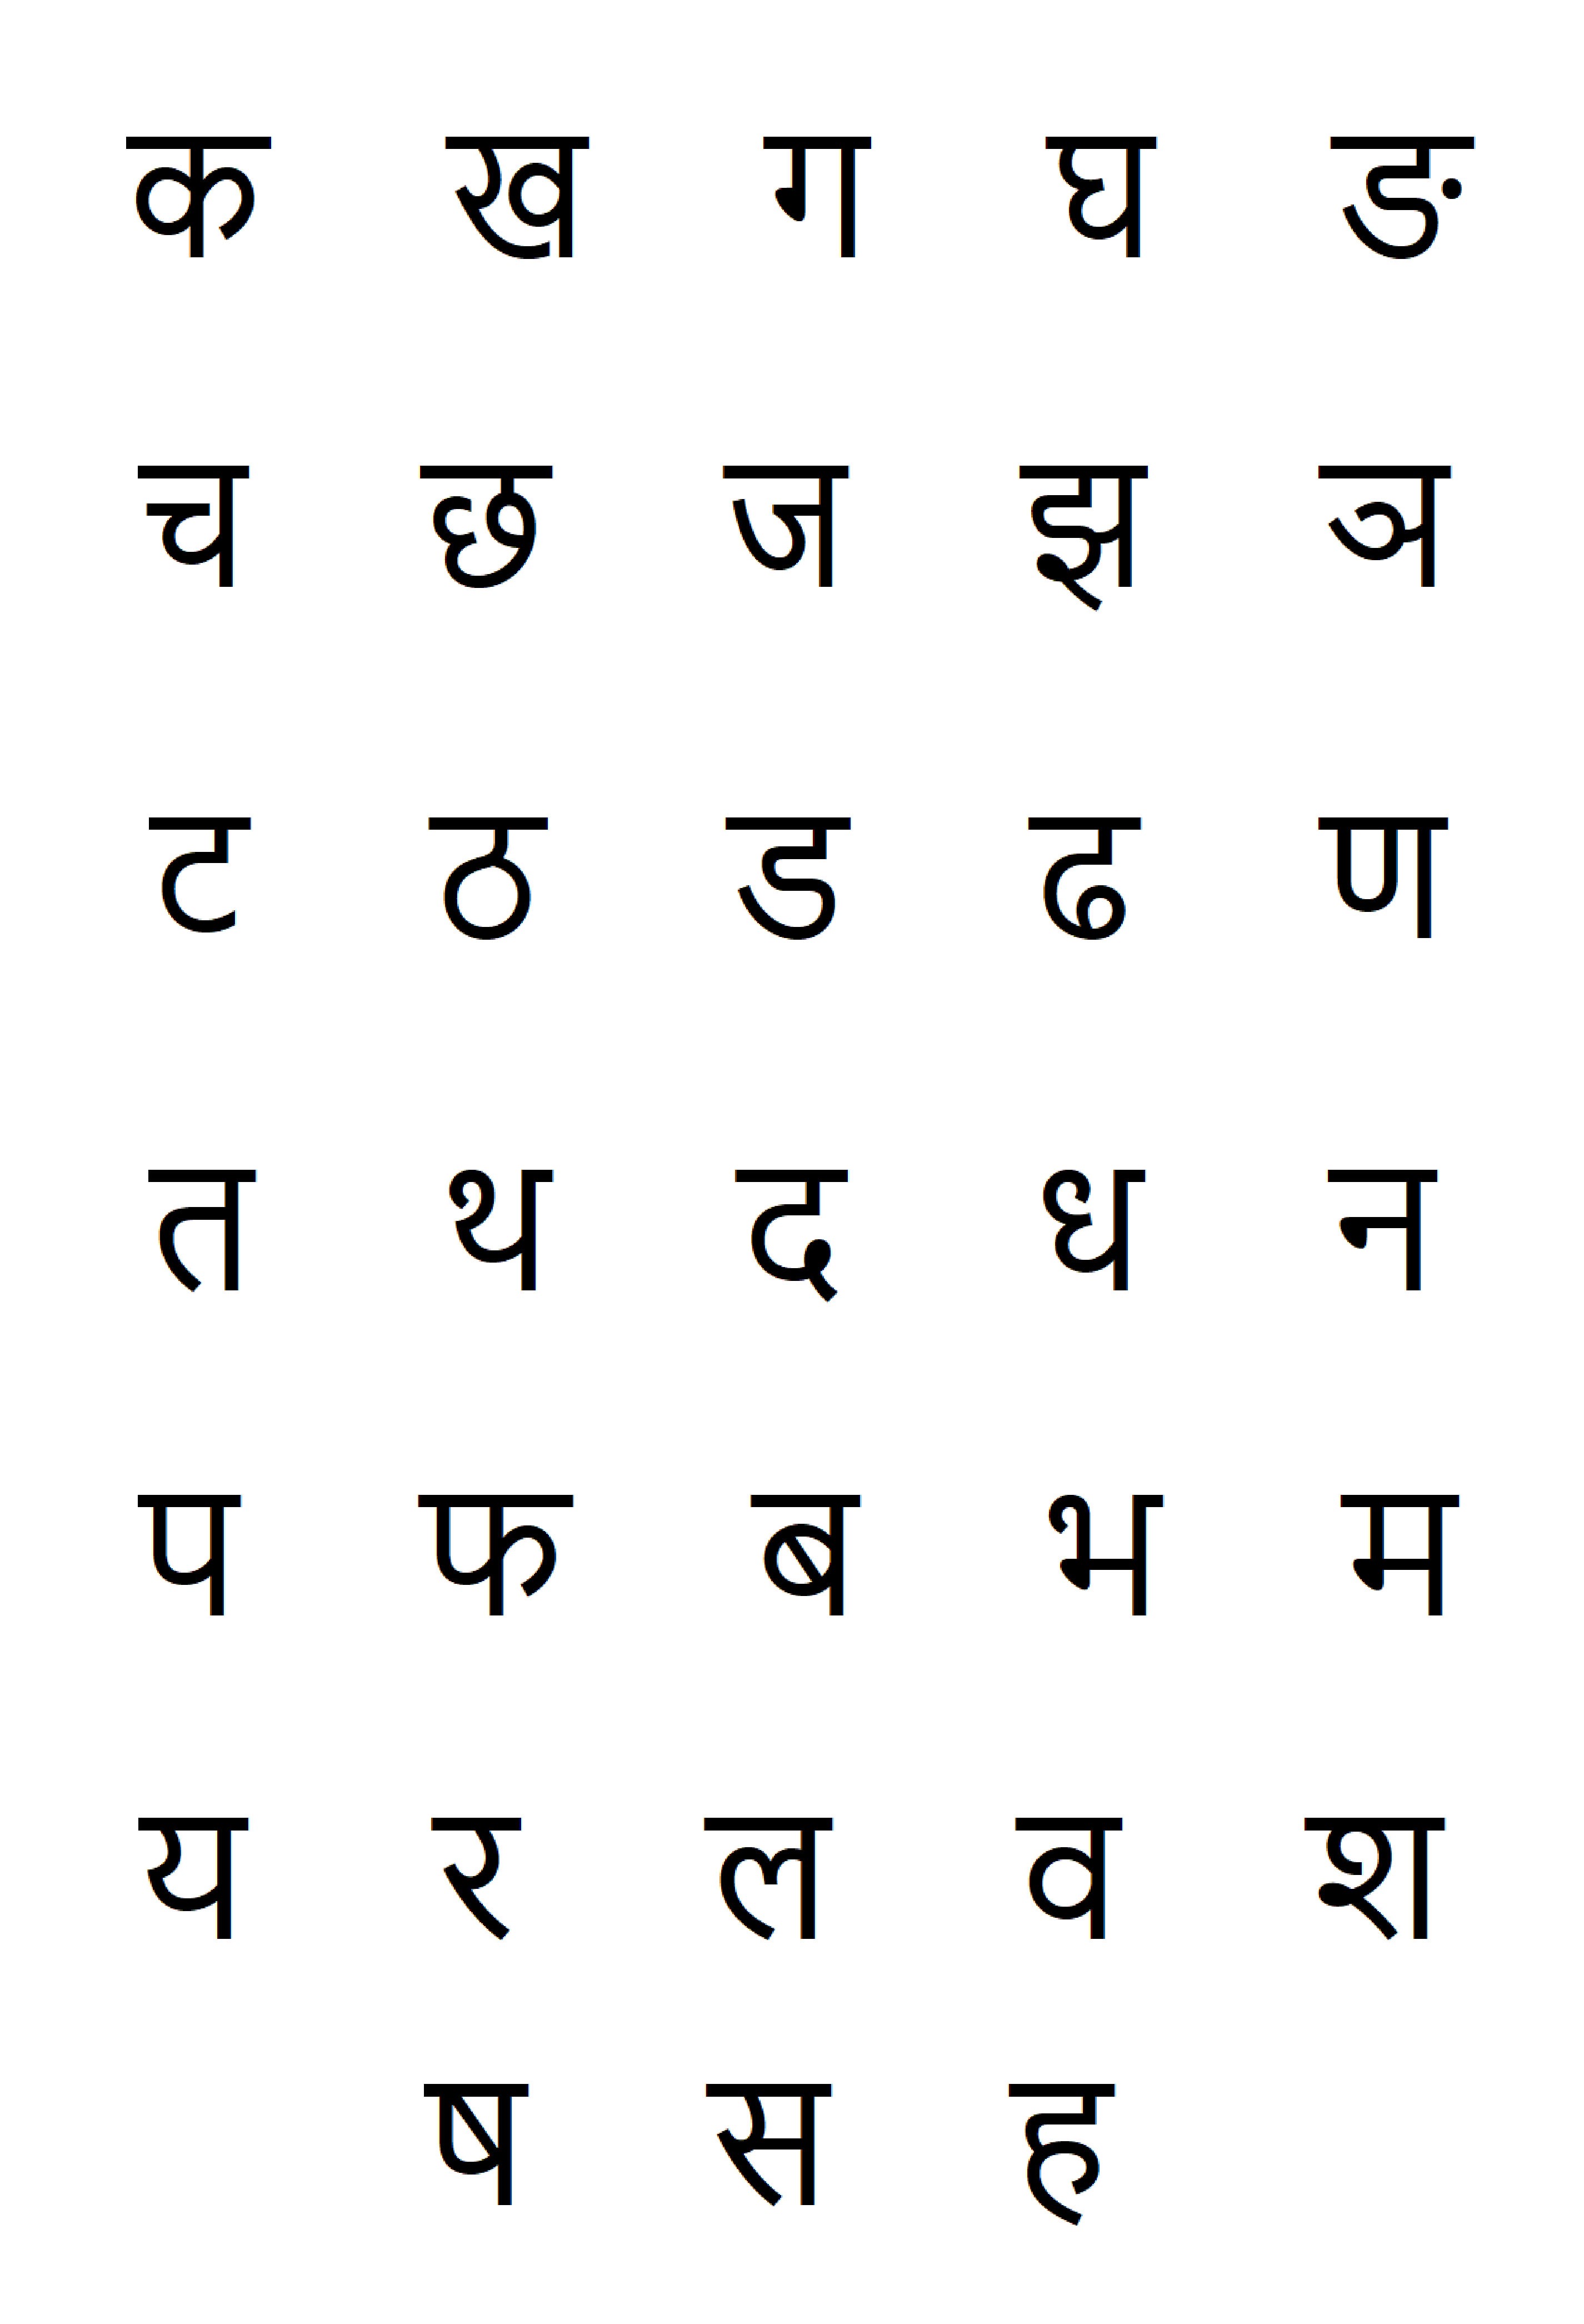 क ख ग घ ङ
च छ ज झ ञ
ट ठ ड ढ ण
त थ द ध न
प फ ब भ म
य र ल व श
ष स ह